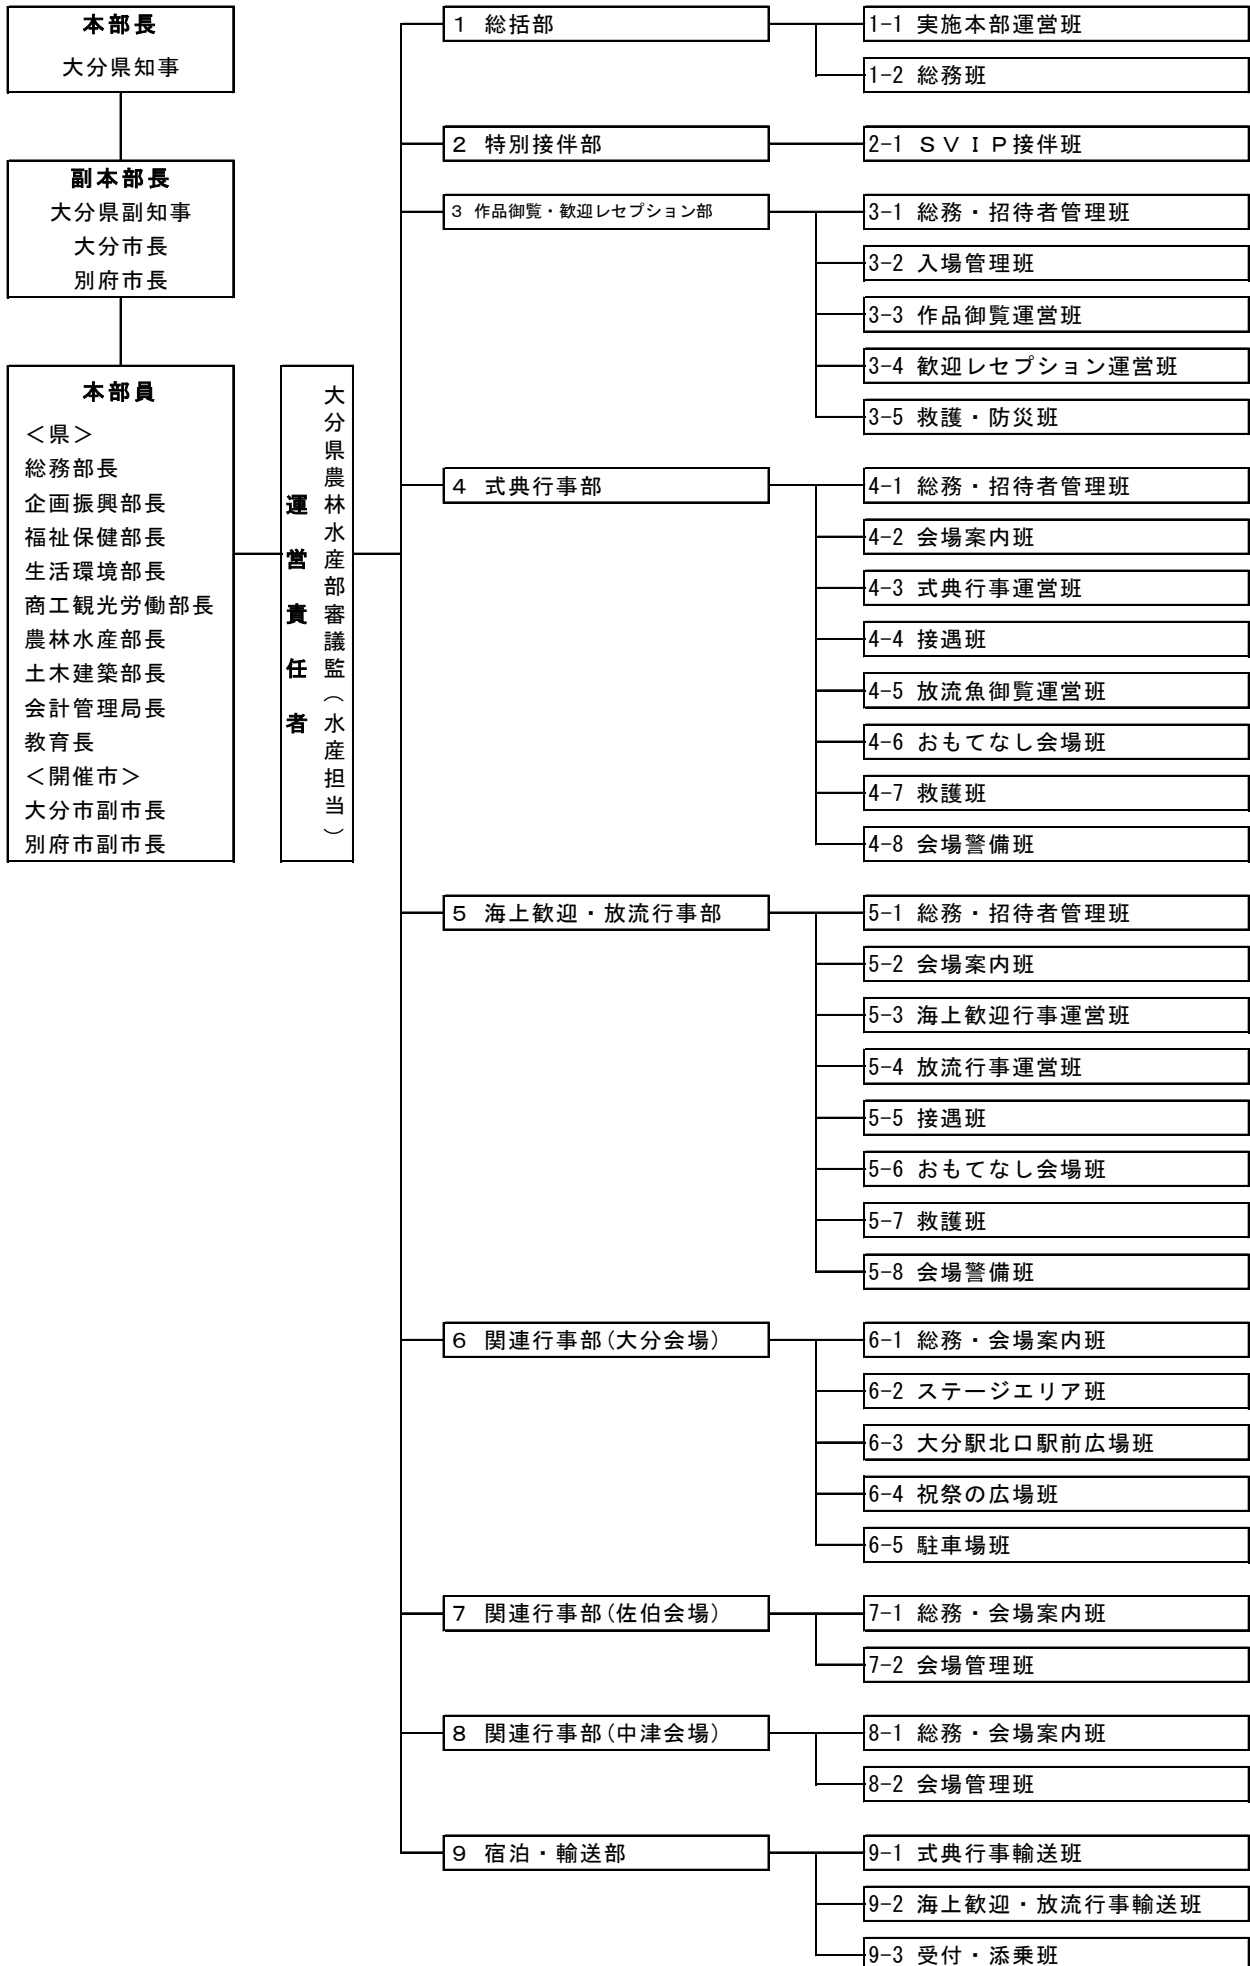 本部長
大分県知事
副本部長
大分県副知事
大分市長
別府市長
本部員
＜県＞
総務部長
企画振興部長
福祉保健部長
生活環境部長
商工観光労働部長
農林水産部長
土木建築部長
会計管理局長
教育長
＜開催市＞
大分市副市長
別府市副市長
運営責任者
大分県農林水産部審議監（水産担当）
1 総括部
1-1 実施本部運営班
1-2 総務班
2 特別接伴部
2-1 ＳＶＩＰ接伴班
3 作品御覧・歓迎レセプション部
3-1 総務・招待者管理班
3-2 入場管理班
3-3 作品御覧運営班
3-4 歓迎レセプション運営班
3-5 救護・防災班
4 式典行事部
4-1 総務・招待者管理班
4-2 会場案内班
4-3 式典行事運営班
4-4 接遇班
4-5 放流魚御覧運営班
4-6 おもてなし会場班
4-7 救護班
4-8 会場警備班
5 海上歓迎・放流行事部
5-1 総務・招待者管理班
5-2 会場案内班
5-3 海上歓迎行事運営班
5-4 放流行事運営班
5-5 接遇班
5-6 おもてなし会場班
5-7 救護班
5-8 会場警備班
6 関連行事部(大分会場)
6-1 総務・会場案内班
6-2 ステージエリア班
6-3 大分駅北口駅前広場班
6-4 祝祭の広場班
6-5 駐車場班
7 関連行事部(佐伯会場)
7-1 総務・会場案内班
7-2 会場管理班
8 関連行事部(中津会場)
8-1 総務・会場案内班
8-2 会場管理班
9 宿泊・輸送部
9-1 式典行事輸送班
9-2 海上歓迎・放流行事輸送班
9-3 受付・添乗班